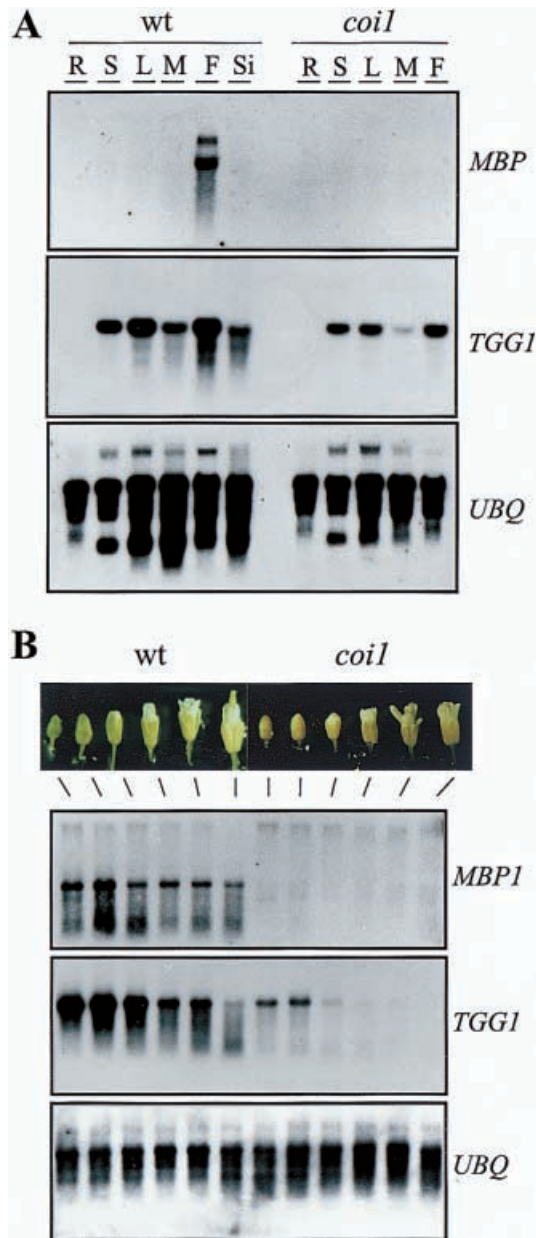 A
wt coi1
R S L M F Si R S L M F
MBP
TGG1
UBQ
B
wt coi1
MBP1
TGG1
UBQ